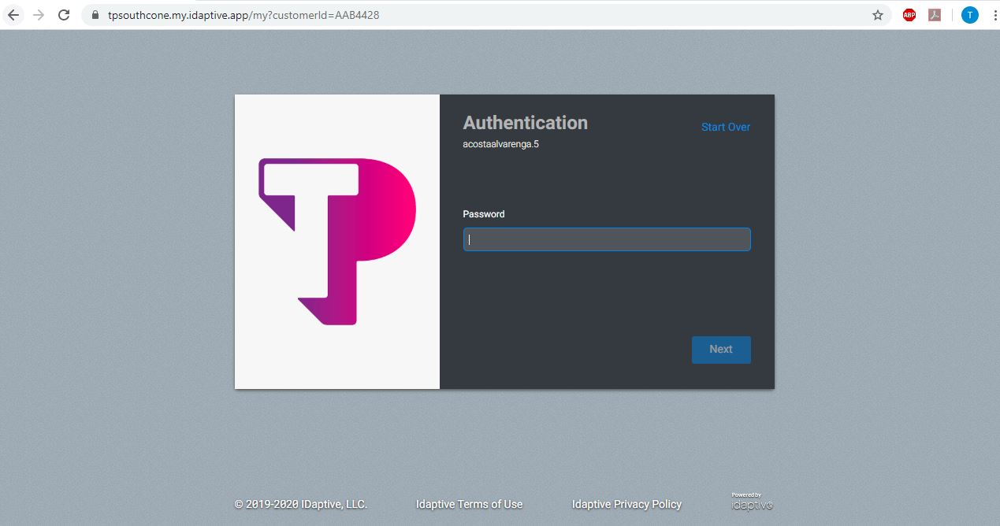 tpsouthcone.my.idaptive.app/my?customerId=AAB4428
ABP
T
TP
Authentication
Start Over
acostaalvarenga.5
Password
Next
© 2019-2020 IDaptive, LLC.
Idaptive Terms of Use
Idaptive Privacy Policy
Powered by
idaptive